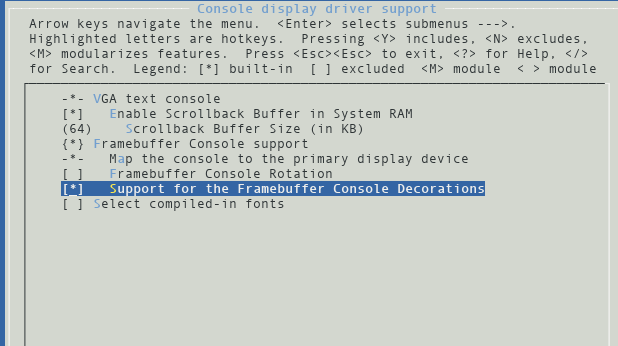 Console display driver support
Arrow keys navigate the menu.  <Enter> selects submenus --->.
Highlighted letters are hotkeys.  Pressing <Y> includes, <N> excludes,
<M> modularizes features.  Press <Esc><Esc> to exit, <?> for Help, </>
for Search.  Legend: [*] built-in  [ ] excluded  <M> module  < > module
-*- VGA text console
[*]   Enable Scrollback Buffer in System RAM
(64)    Scrollback Buffer Size (in KB)
{*} Framebuffer Console support
-*-   Map the console to the primary display device
[ ]   Framebuffer Console Rotation
[*]   Support for the Framebuffer Console Decorations
[ ] Select compiled-in fonts